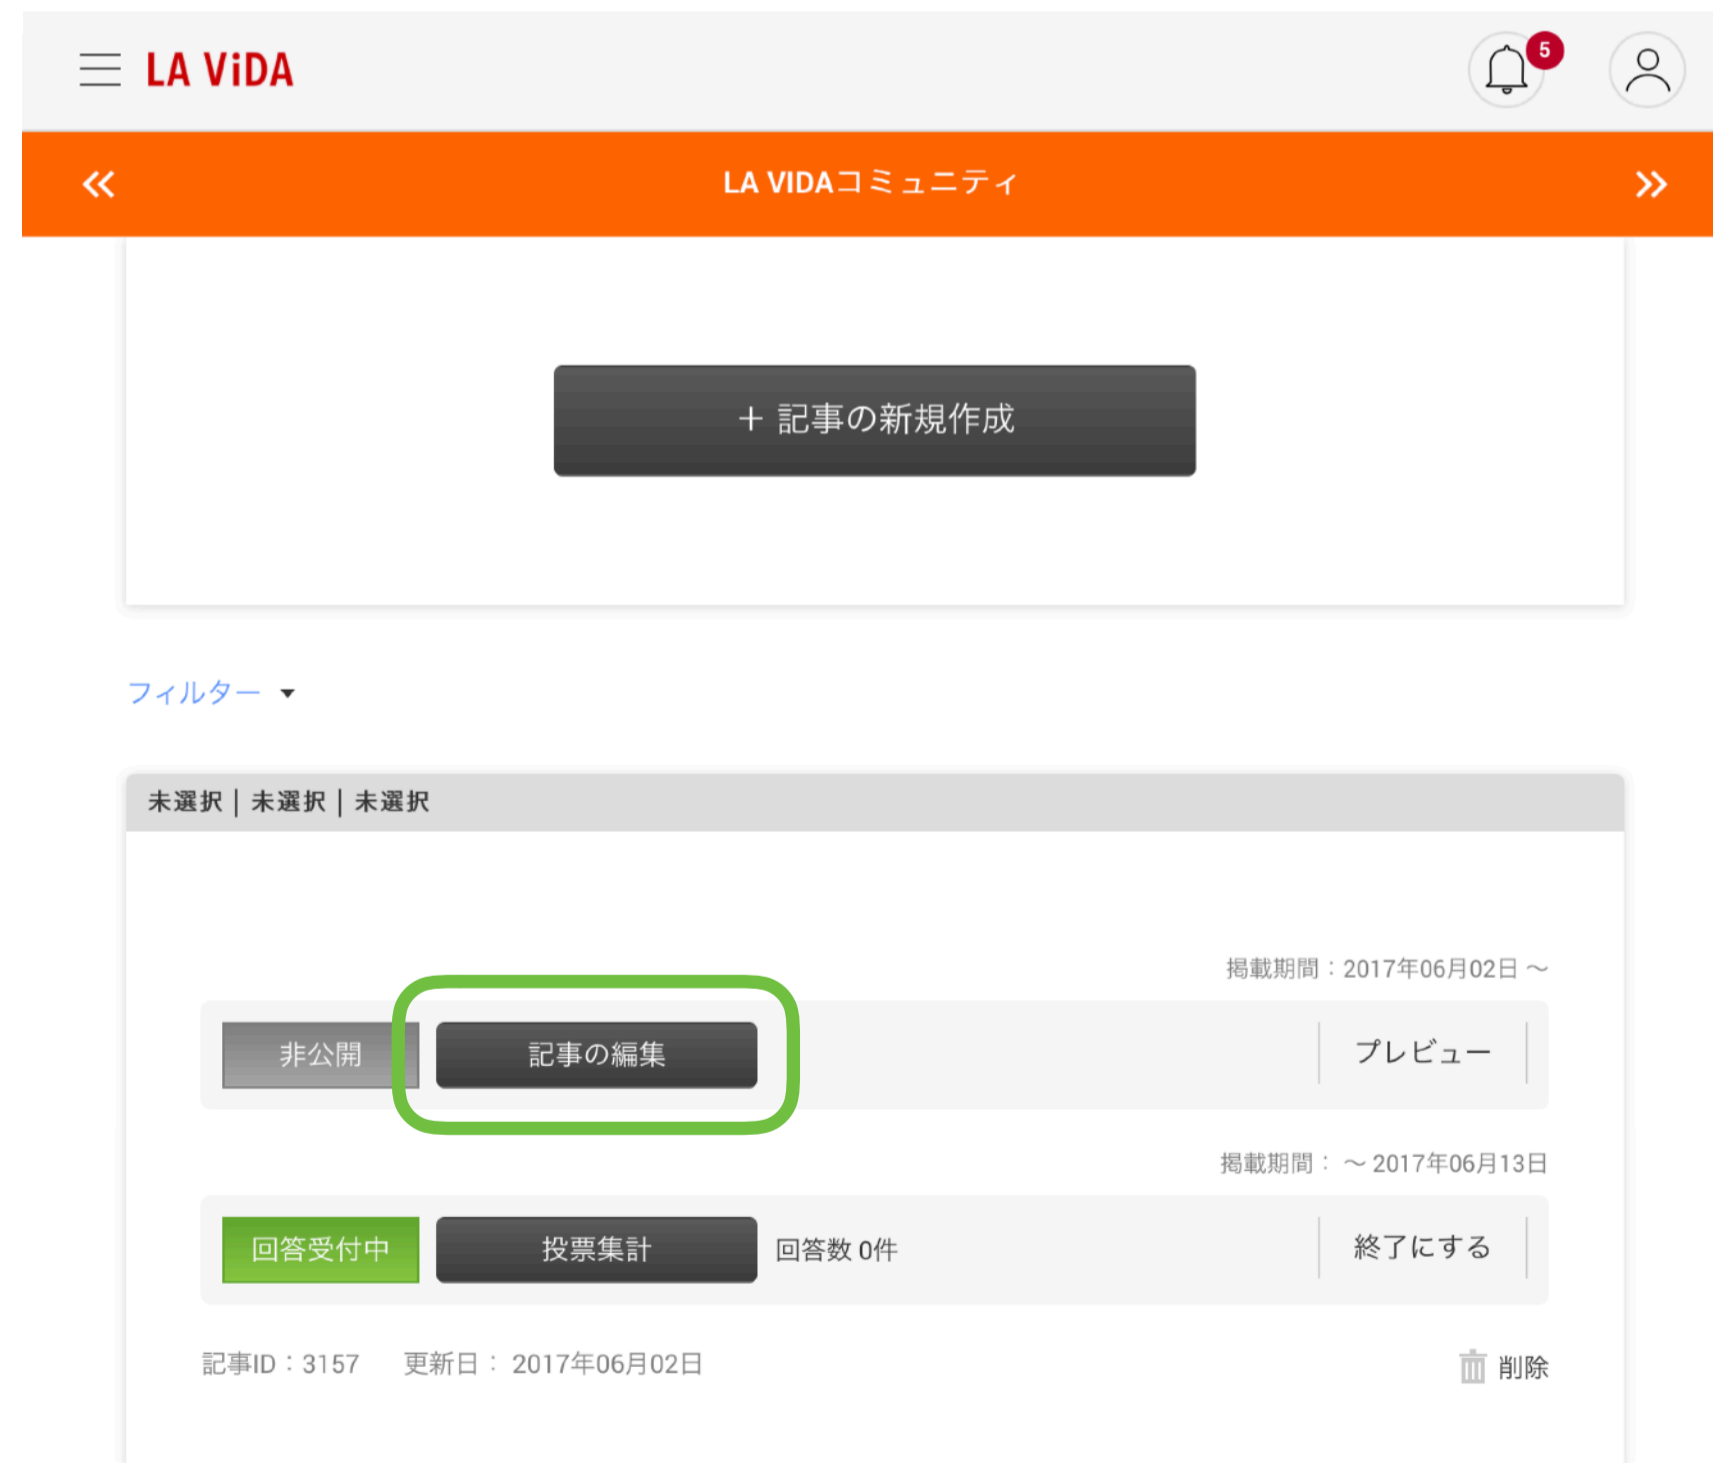 LA ViDA
5
LA VIDAコミュニティ
＋ 記事の新規作成
フィルター
未選択 | 未選択 | 未選択
掲載期間：2017年06月02日 ～
非公開
記事の編集
プレビュー
掲載期間： ～ 2017年06月13日
回答受付中
投票集計
回答数 0件
終了にする
記事ID：3157 更新日： 2017年06月02日
削除